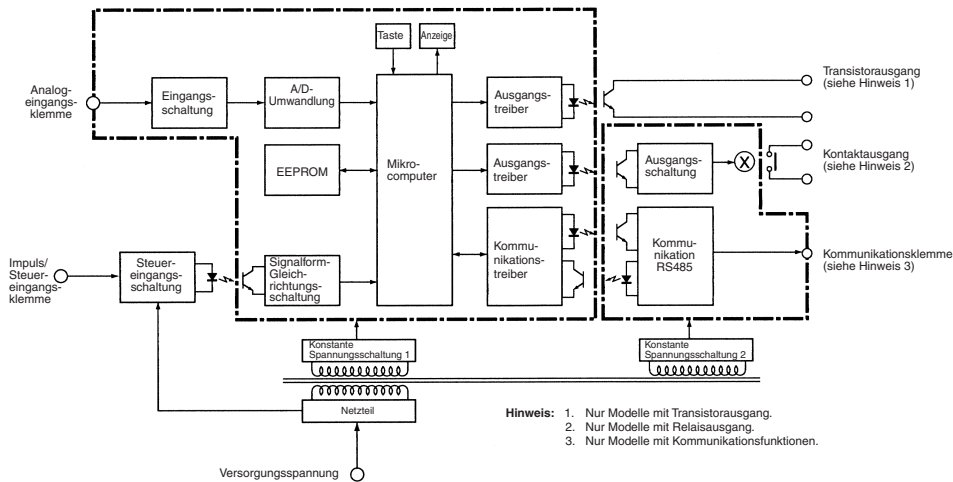 Taste
Anzeige
Analog-
eingangs-
klemme
Eingangs-
schaltung
A/D-
Umwandlung
EEPROM
Mikro-
computer
Ausgangs-
treiber
Ausgangs-
treiber
Kommu-
nikations-
treiber
Transistorausgang
(siehe Hinweis 1)
Ausgangs-
schaltung
Kontaktausgang
(siehe Hinweis 2)
Kommu-
nikation
RS485
Kommunikationsklemme
(siehe Hinweis 3)
Impuls/
Steuer-
eingangs-
klemme
Steuer-
eingangs-
schaltung
Signalform-
Gleich-
richtungs-
schaltung
Konstante
Spannungsschaltung 1
Konstante
Spannungsschaltung 2
Netzteil
Versorgungsspannung
Hinweis: 1. Nur Modelle mit Transistorausgang.
2. Nur Modelle mit Relaisausgang.
3. Nur Modelle mit Kommunikationsfunktionen.